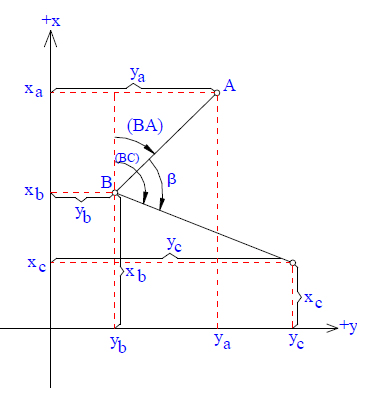 +x
y_a
x_a
A
(BA)
(BC)
β
B
x_b
y_b
y_c
x_c
x_b
x_c
+y
y_b
y_a
y_c